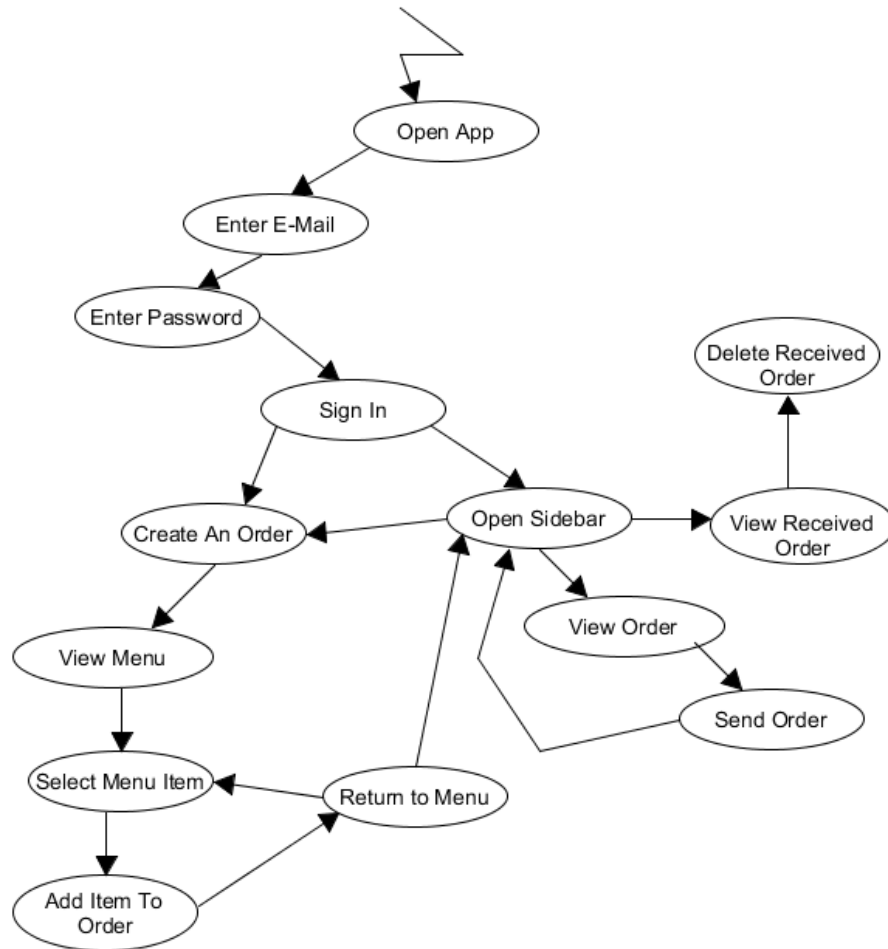 Open App
Enter E-Mail
Enter Password
Delete Received
Order
Sign In
Create An Order
Open Sidebar
View Received
Order
View Order
View Menu
Send Order
Select Menu Item
Return to Menu
Add Item To
Order